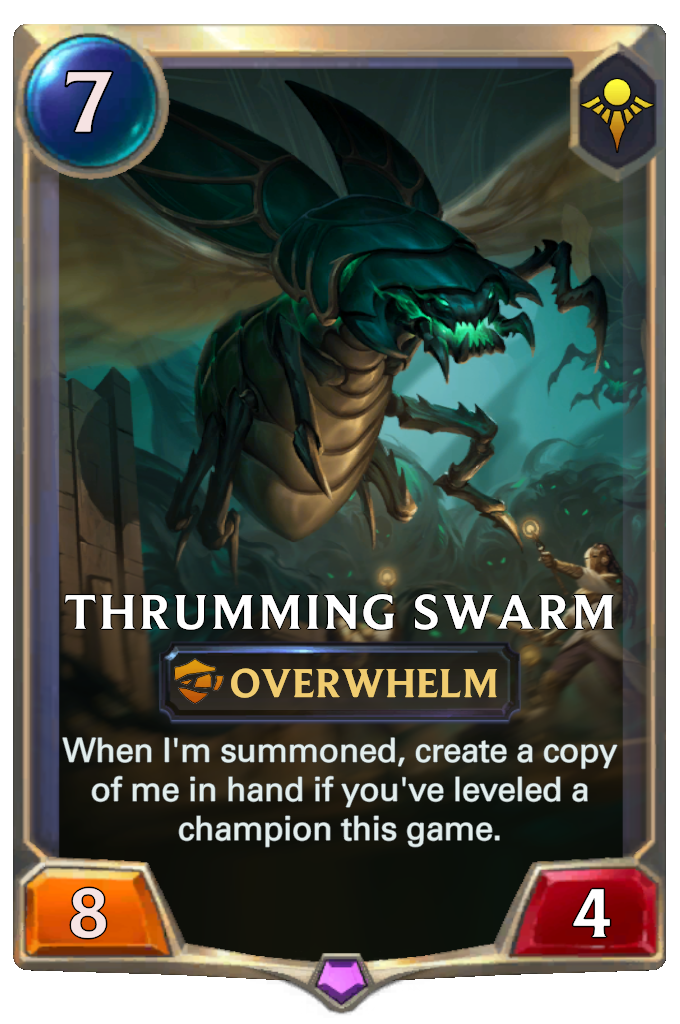 7
THRUMMING SWARM
OVERWHELM
When I'm summoned, create a copy
of me in hand if you've leveled a
champion this game.
8
4